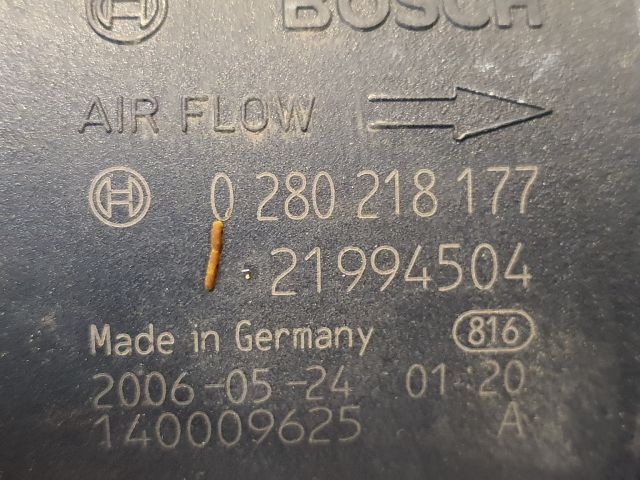 BOSCH
AIR FLOW
0 280 218 177
21994504
Made in Germany 816
2006-05-24 01:20
140009625 A